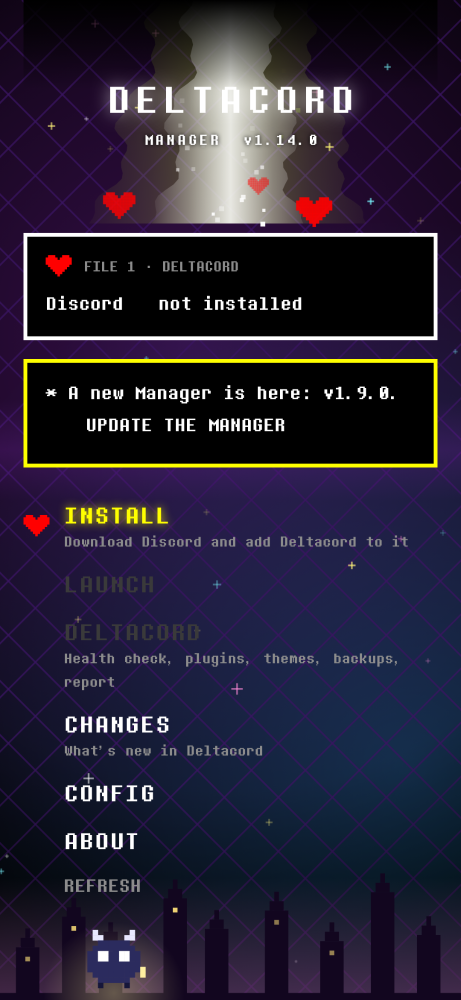 DELTACORD
MANAGER v1.14.0
FILE 1 · DELTACORD
Discord not installed
* A new Manager is here: v1.9.0.
UPDATE THE MANAGER
INSTALL
Download Discord and add Deltacord to it
LAUNCH
DELTACORD
Health check, plugins, themes, backups,
report
CHANGES
What's new in Deltacord
CONFIG
ABOUT
REFRESH